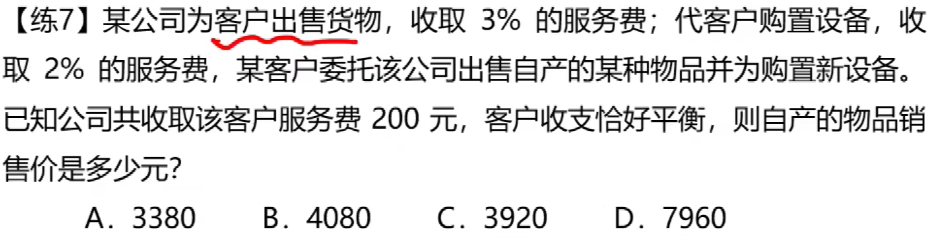 【练7】某公司为客户出售货物，收取 3% 的服务费；代客户购置设备，收
取 2% 的服务费，某客户委托该公司出售自产的某种物品并为购置新设备。
已知公司共收取该客户服务费 200 元，客户收支恰好平衡，则自产的物品销
售价是多少元？
A. 3380 B. 4080 C. 3920 D. 7960